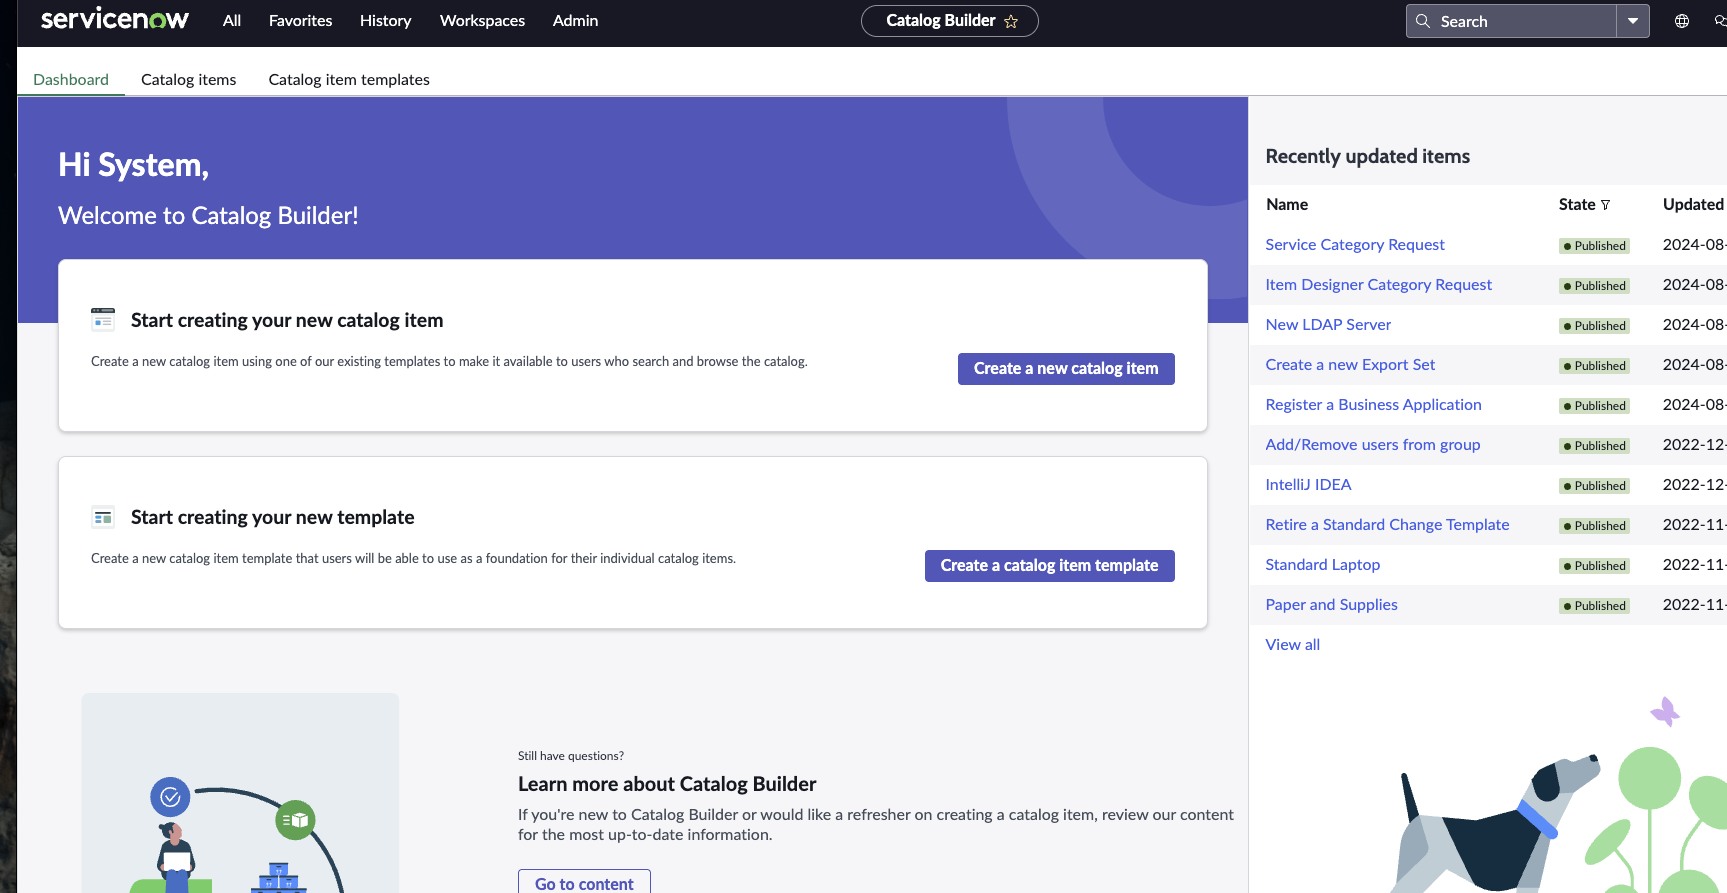 servicenow All Favorites History Workspaces Admin Catalog Builder Search
Dashboard Catalog items Catalog item templates
Hi System,
Welcome to Catalog Builder!
Start creating your new catalog item
Create a new catalog item using one of our existing templates to make it available to users who search and browse the catalog.
Create a new catalog item
Start creating your new template
Create a new catalog item template that users will be able to use as a foundation for their individual catalog items.
Create a catalog item template
Still have questions?
Learn more about Catalog Builder
If you're new to Catalog Builder or would like a refresher on creating a catalog item, review our content
for the most up-to-date information.
Go to content
Recently updated items
Name State Updated
Service Category Request Published 2024-08-
Item Designer Category Request Published 2024-08-
New LDAP Server Published 2024-08-
Create a new Export Set Published 2024-08-
Register a Business Application Published 2024-08-
Add/Remove users from group Published 2022-12-
IntelliJ IDEA Published 2022-12-
Retire a Standard Change Template Published 2022-11-
Standard Laptop Published 2022-11-
Paper and Supplies Published 2022-11-
View all